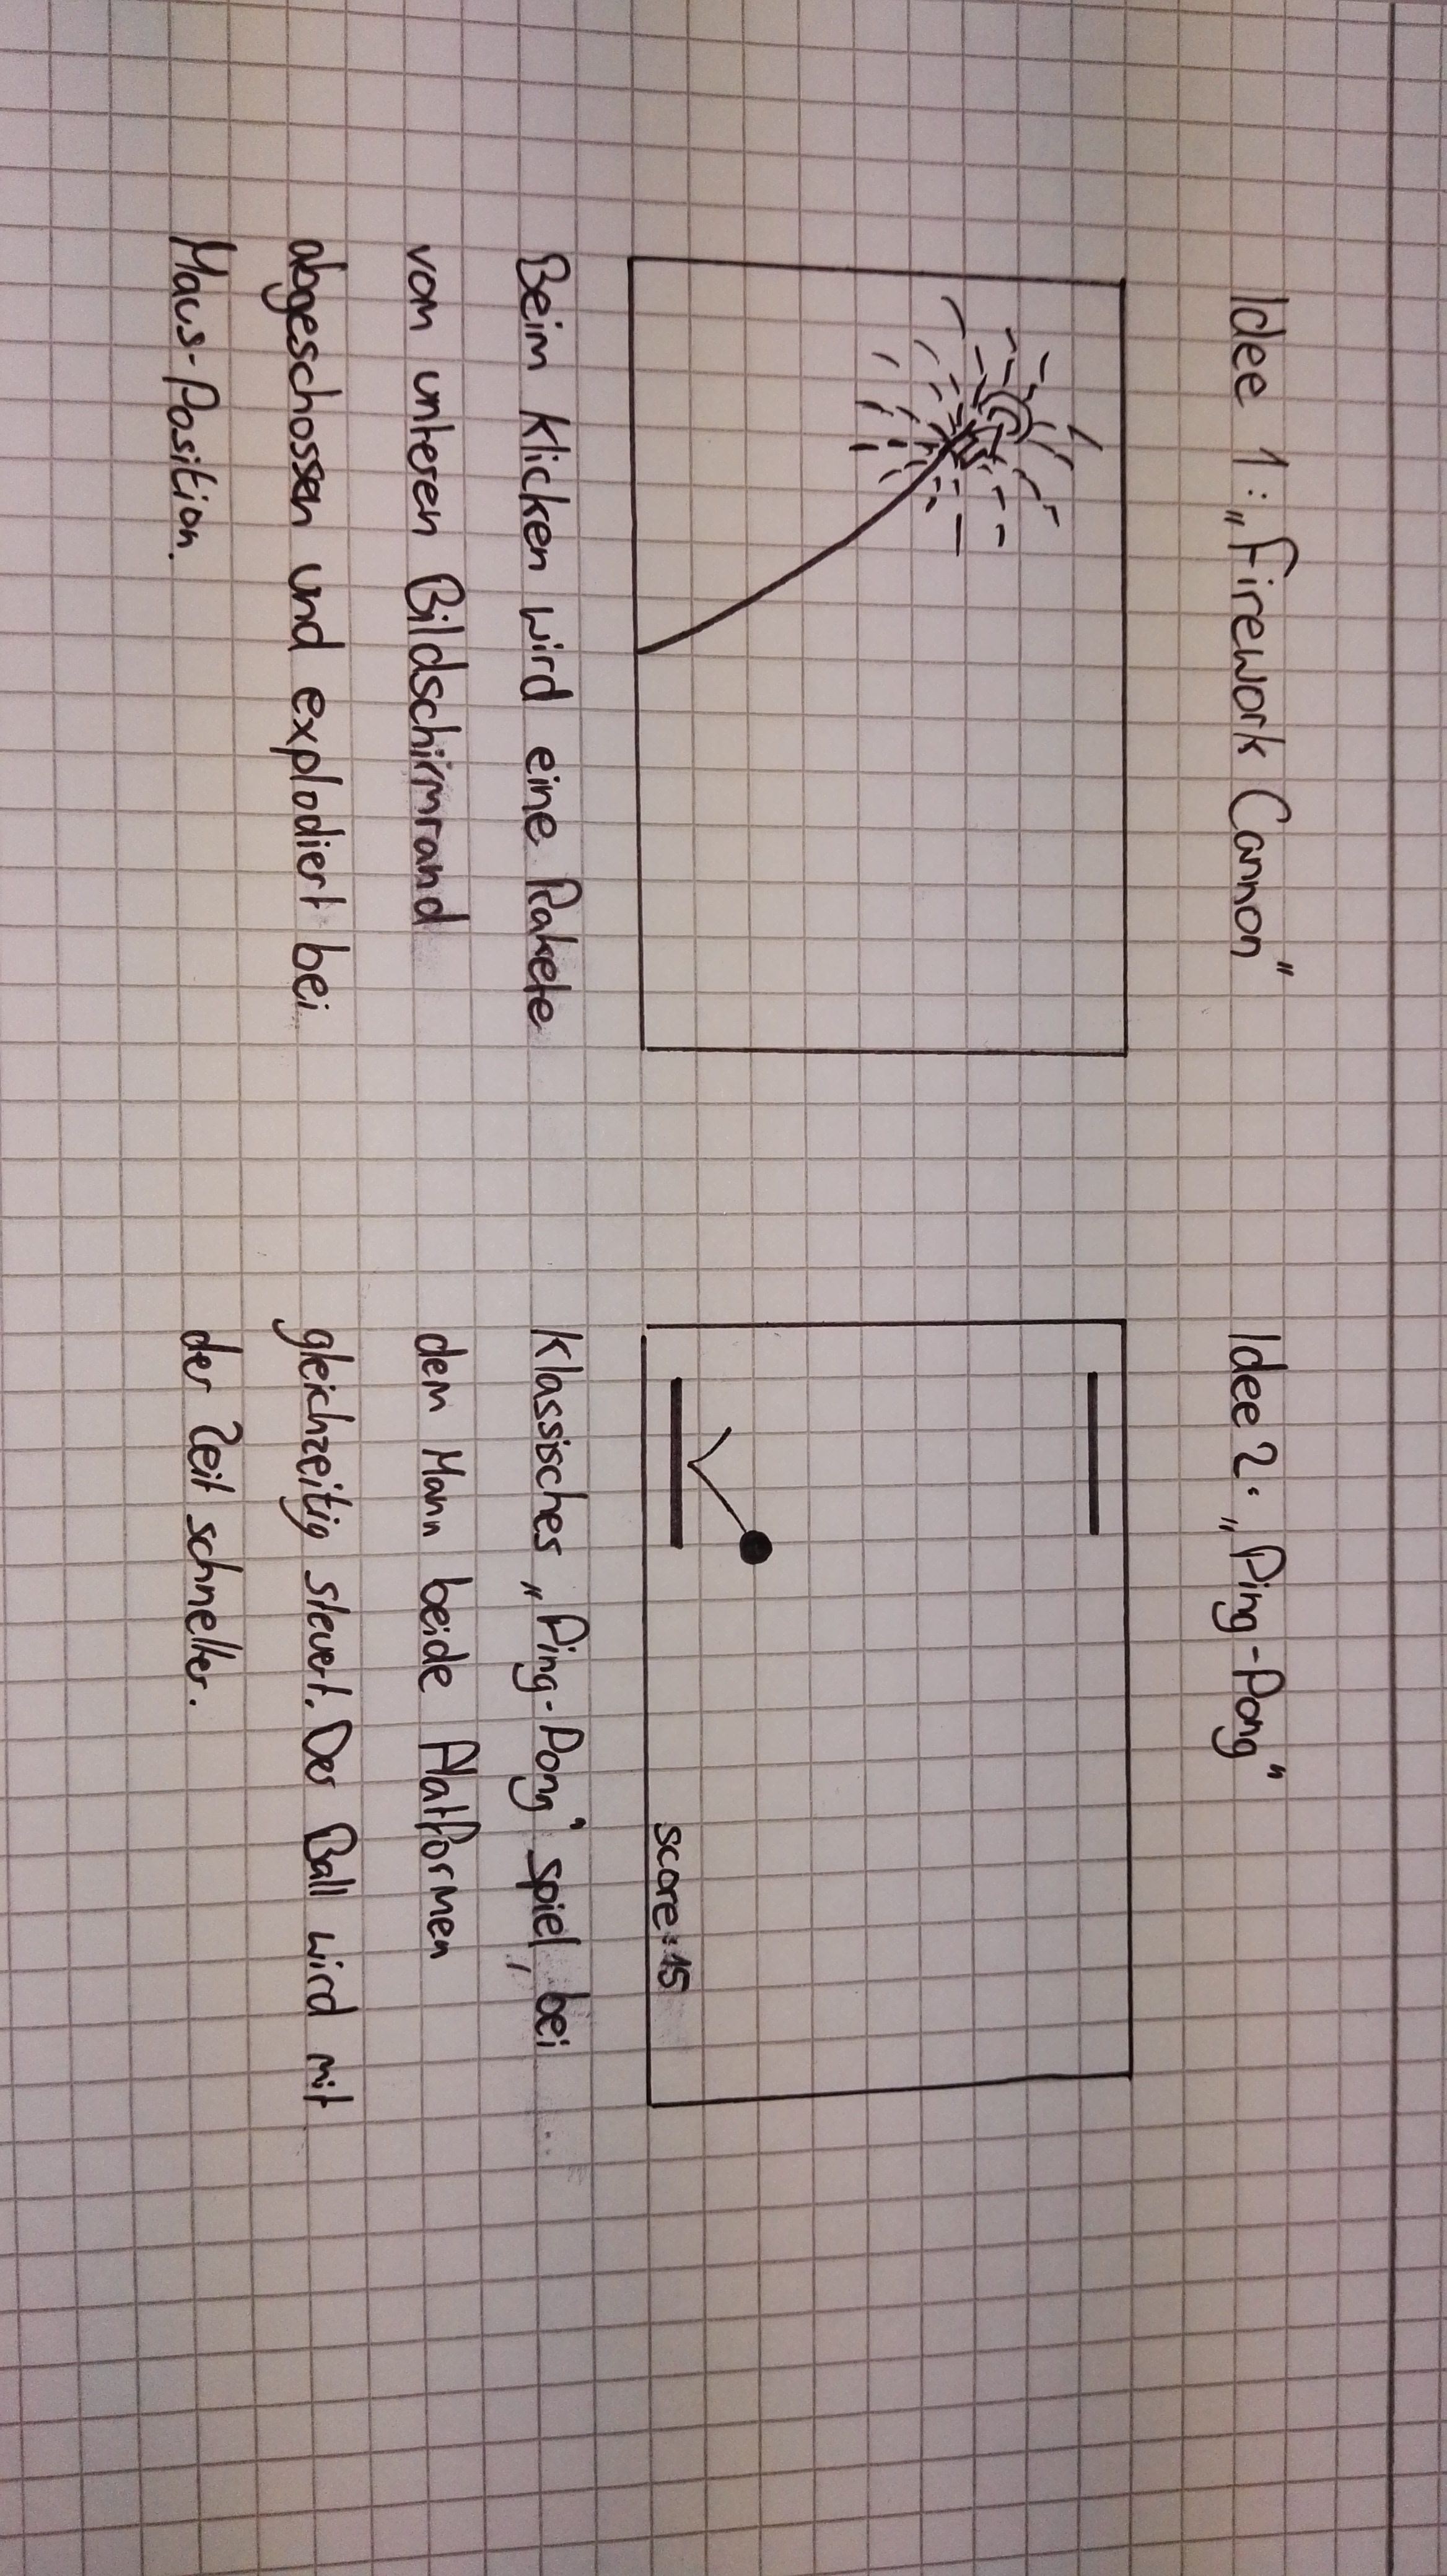 Idee 1: „Firework Cannon"
Beim Klicken wird eine Rakete
vom unteren Bildschirmrand
abgeschossen und explodiert bei
Maus-Position.
Idee 2: „Ping-Pong"
score: 15
Klassisches „Ping-Pong" spiel, bei
dem Mann beide Platformen
gleichzeitig steuert. Der Ball wird mit
der Zeit schneller.